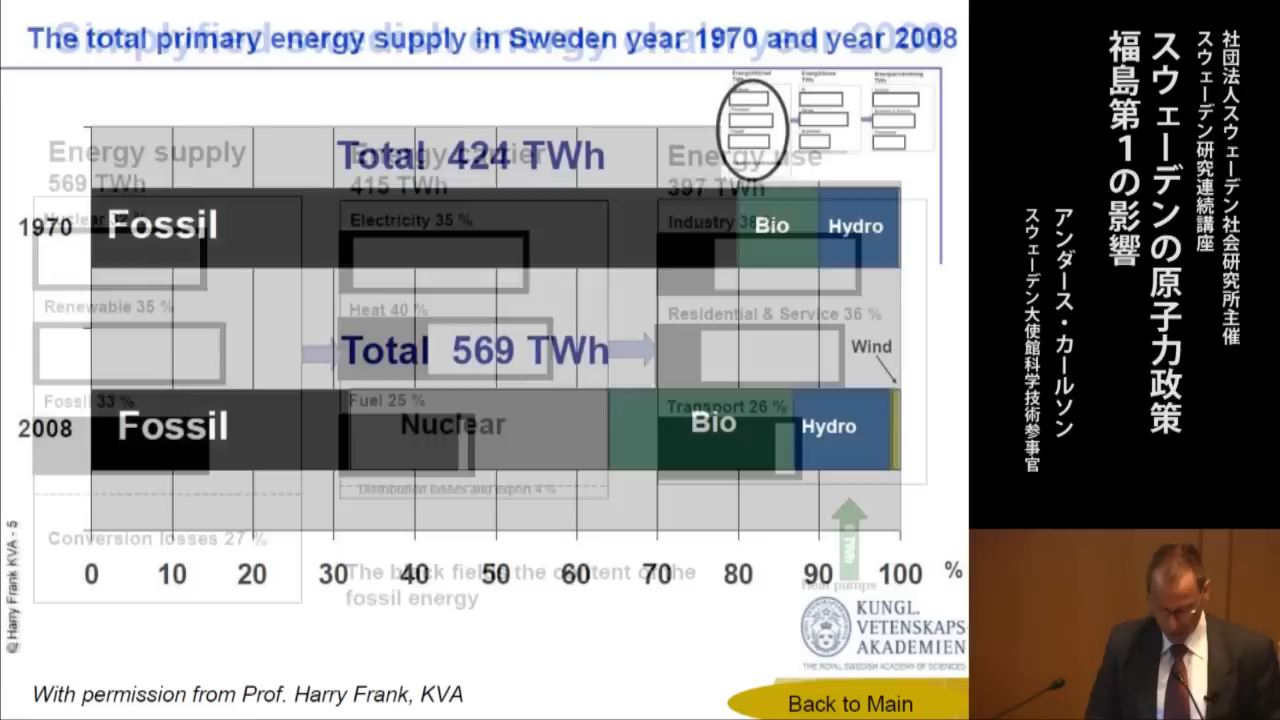 The total primary energy supply in Sweden year 1970 and year 2008
Energy supply
569 TWh
Total 424 TWh
415 TWh
Energy use
397 TWh
1970
Fossil
Electricity 35 %
Industry 38
Bio
Hydro
Renewable 35 %
Heat 40 %
Residential & Service 36 %
Total 569 TWh
Wind
Fossil 33 %
Fuel 25 %
Transport 26 %
2008
Fossil
Nuclear
Bio
Hydro
Distribution losses and export 4 %
Conversion losses 27 %
TWh
0 10 20 30 40 50 60 70 80 90 100 %
The black field: the content of the
fossil energy
Heat pumps
© Harry Frank KVA - 5
KUNGL.
VETENSKAPS
AKADEMIEN
THE ROYAL SWEDISH ACADEMY OF SCIENCES
With permission from Prof. Harry Frank, KVA
Back to Main
社団法人スウェーデン社会研究所主催
スウェーデン研究連続講座
スウェーデンの原子力政策
福島第1の影響
アンダース・カールソン
スウェーデン大使館科学技術参事官